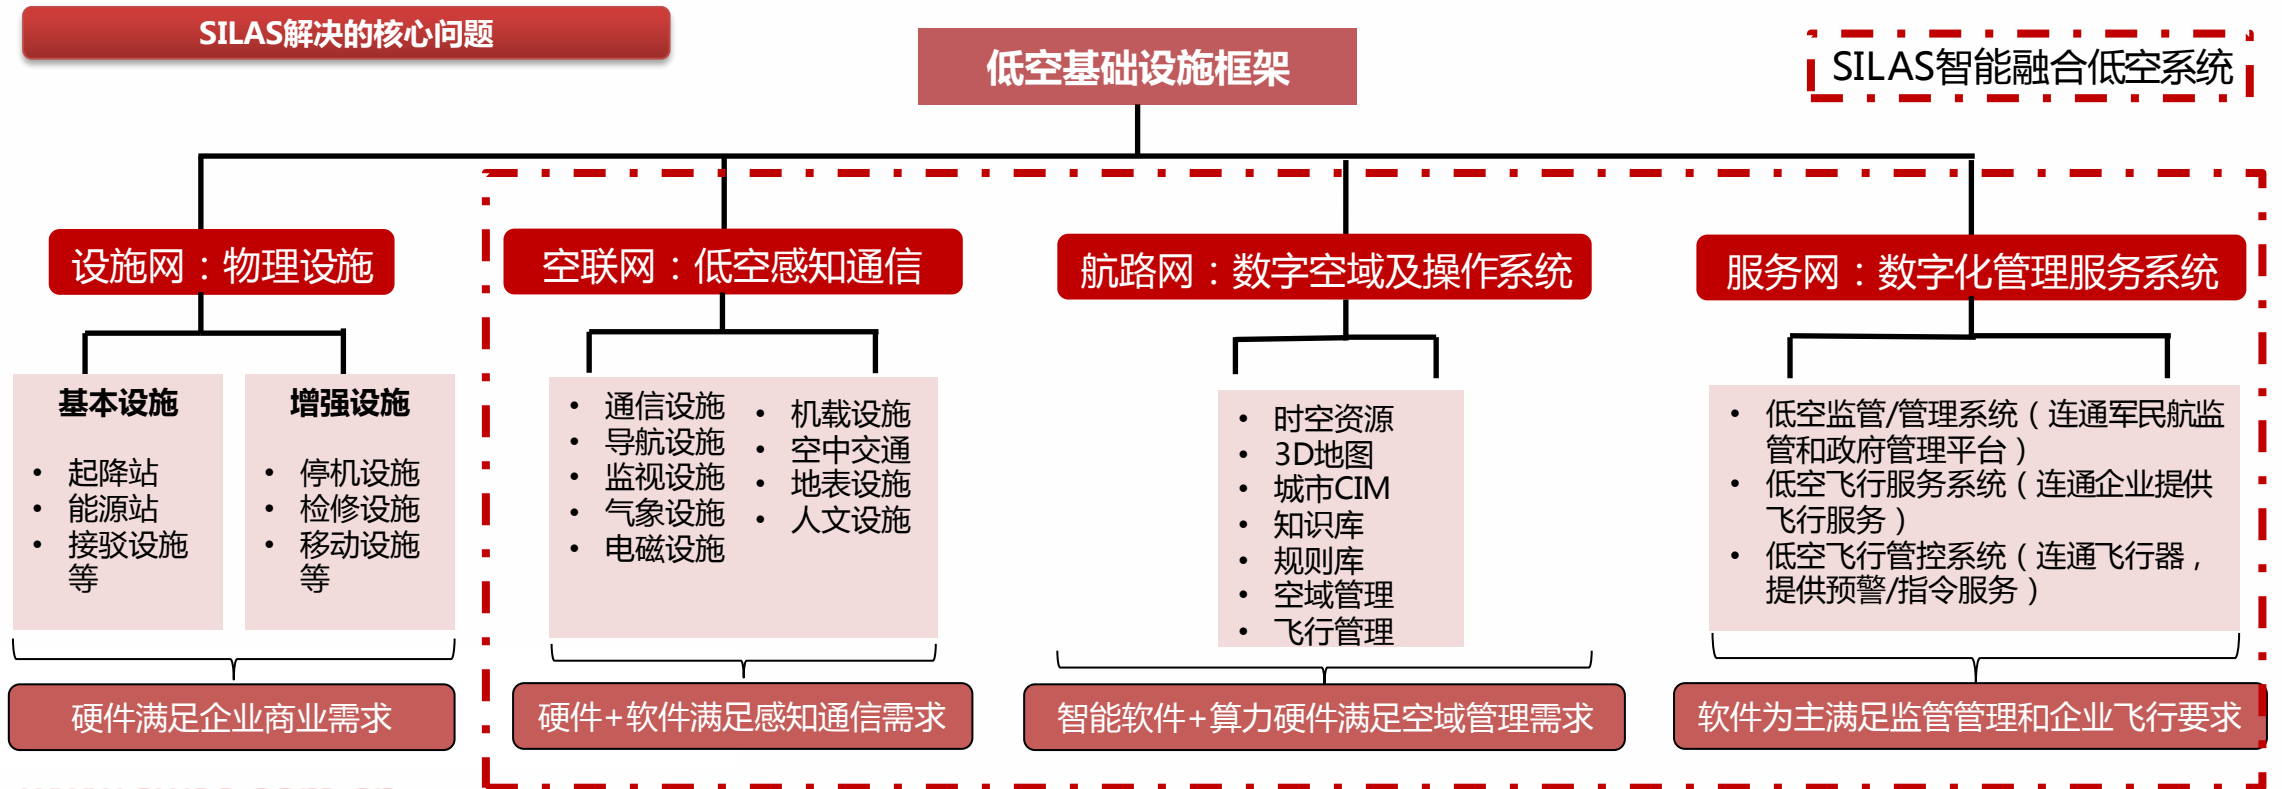 SILAS解决的核心问题
低空基础设施框架
SILAS智能融合低空系统
设施网：物理设施
基本设施
• 起降站
• 能源站
• 接驳设施
等
增强设施
• 停机设施
• 检修设施
• 移动设施
等
硬件满足企业商业需求
空联网：低空感知通信
• 通信设施
• 导航设施
• 监视设施
• 气象设施
• 电磁设施
• 机载设施
• 空中交通
• 地表设施
• 人文设施
硬件+软件满足感知通信需求
航路网：数字空域及操作系统
• 时空资源
• 3D地图
• 城市CIM
• 知识库
• 规则库
• 空域管理
• 飞行管理
智能软件+算力硬件满足空域管理需求
服务网：数字化管理服务系统
• 低空监管/管理系统（连通军民航监
管和政府管理平台）
• 低空飞行服务系统（连通企业提供
飞行服务）
• 低空飞行管控系统（连通飞行器，
提供预警/指令服务）
软件为主满足监管管理和企业飞行要求